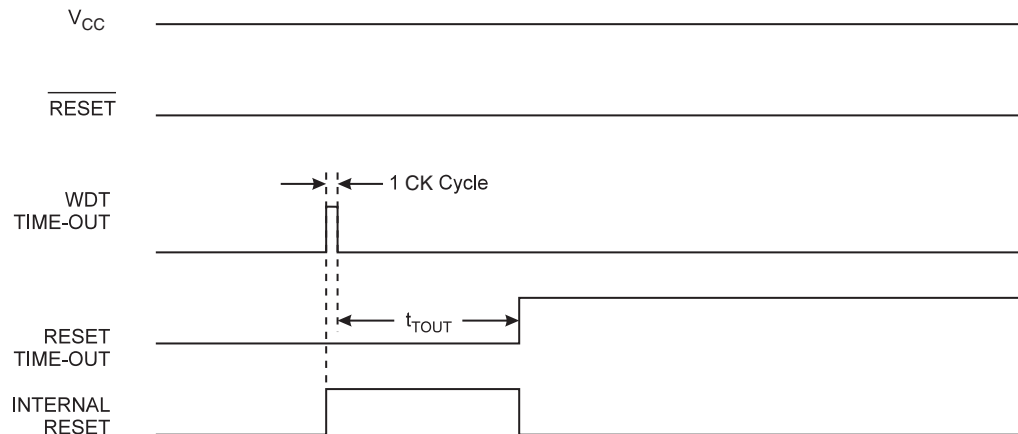 VCC
RESET
1 CK Cycle
WDT
TIME-OUT
tTOUT
RESET
TIME-OUT
INTERNAL
RESET